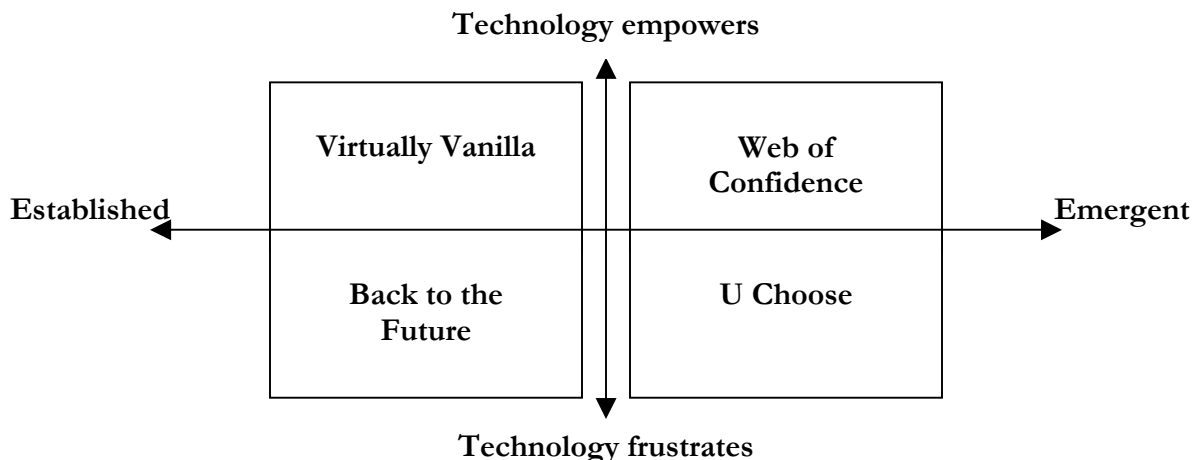 Technology empowers
Virtually Vanilla
Web of
Confidence
Established
Emergent
Back to the
Future
U Choose
Technology frustrates